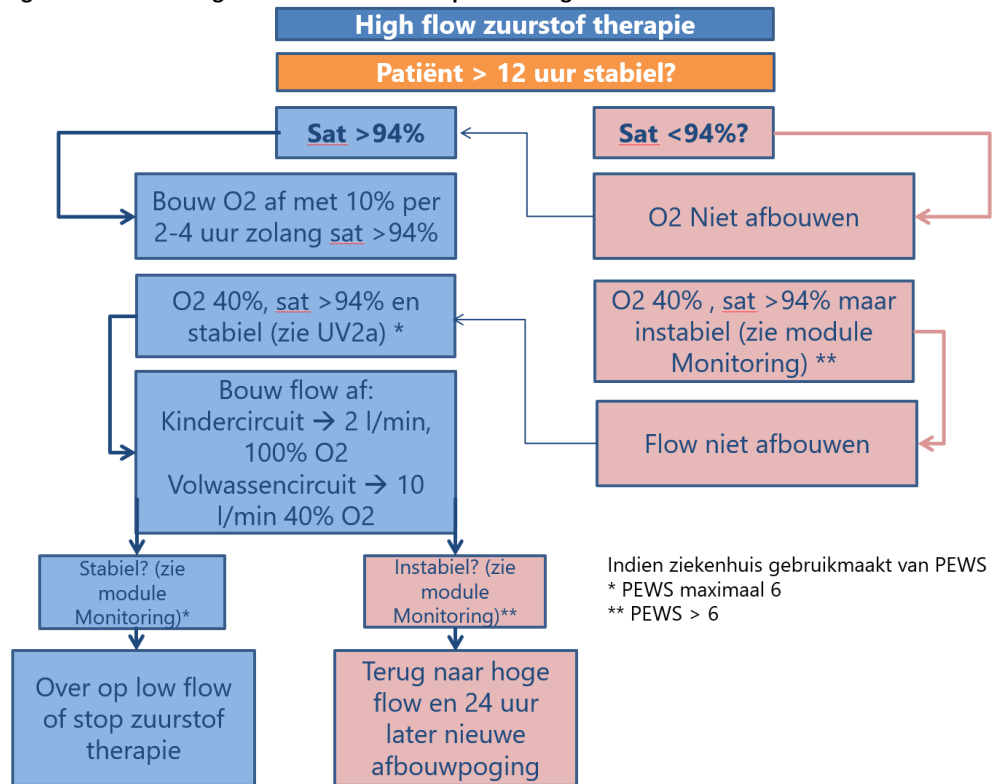 High flow zuurstof therapie
Patiënt > 12 uur stabiel?
Sat >94%
Sat <94%?
Bouw O2 af met 10% per
2-4 uur zolang sat >94%
O2 Niet afbouwen
O2 40%, sat >94% en
stabiel (zie UV2a) *
O2 40% , sat >94% maar
instabiel (zie module
Monitoring) **
Bouw flow af:
Kindercircuit → 2 l/min,
100% O2
Volwassencircuit → 10
l/min 40% O2
Flow niet afbouwen
Stabiel? (zie
module
Monitoring)*
Instabiel? (zie
module
Monitoring)**
Indien ziekenhuis gebruikmaakt van PEWS
* PEWS maximaal 6
** PEWS > 6
Over op low flow
of stop zuurstof
therapie
Terug naar hoge
flow en 24 uur
later nieuwe
afbouwpoging